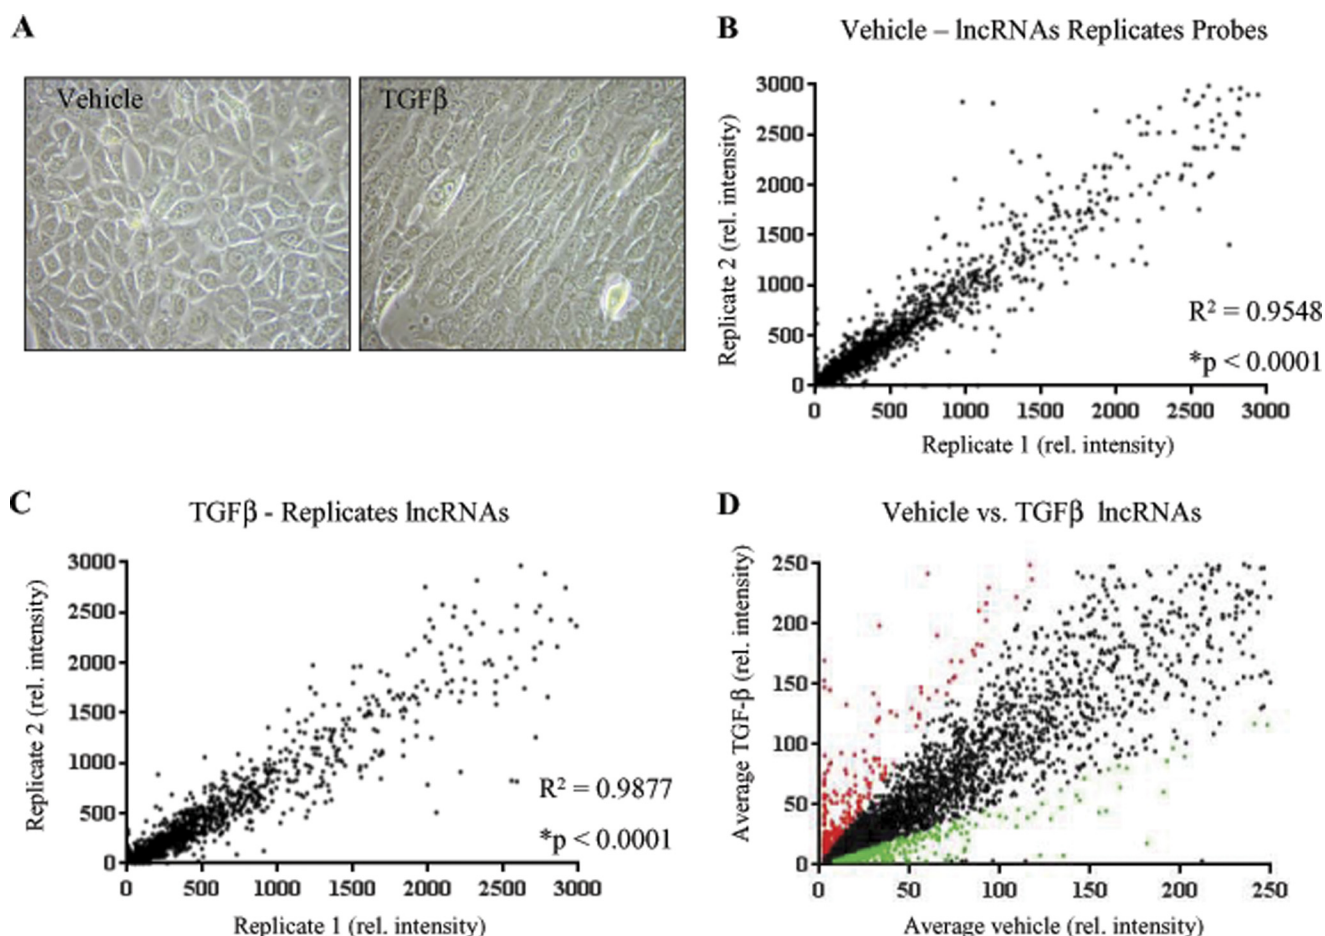 A
Vehicle
TGFβ
B
Vehicle – lncRNAs Replicates Probes
Replicate 2 (rel. intensity)
3000
2500
2000
1500
1000
500
0
R² = 0.9548
*p < 0.0001
0 500 1000 1500 2000 2500 3000
Replicate 1 (rel. intensity)
C
TGFβ - Replicates lncRNAs
Replicate 2 (rel. intensity)
3000
2500
2000
1500
1000
500
0
R² = 0.9877
*p < 0.0001
0 500 1000 1500 2000 2500 3000
Replicate 1 (rel. intensity)
D
Vehicle vs. TGFβ lncRNAs
Average TGF-β (rel. intensity)
250
200
150
100
50
0
0 50 100 150 200 250
Average vehicle (rel. intensity)